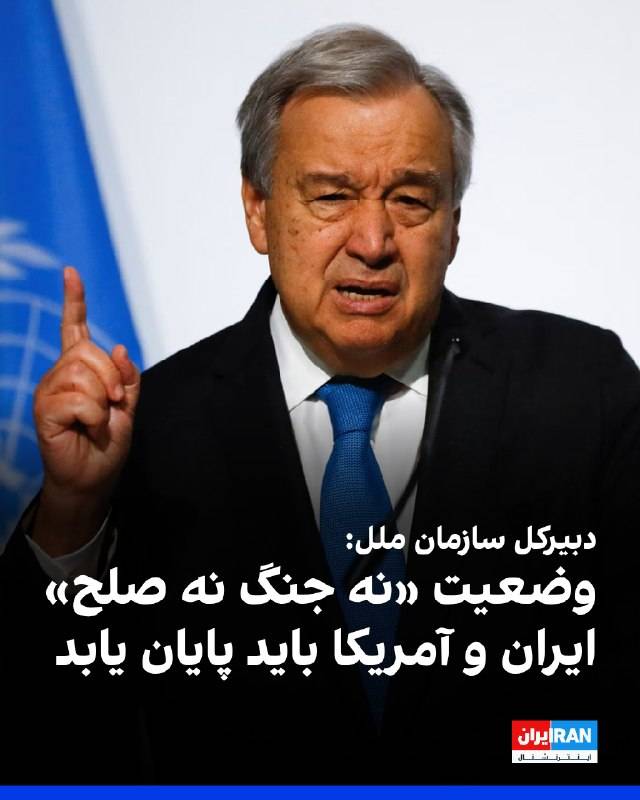 دبیرکل سازمان ملل:
وضعیت «نه جنگ نه صلح»
ایران و آمریکا باید پایان یابد
IRAN ایران
اینترنشنال